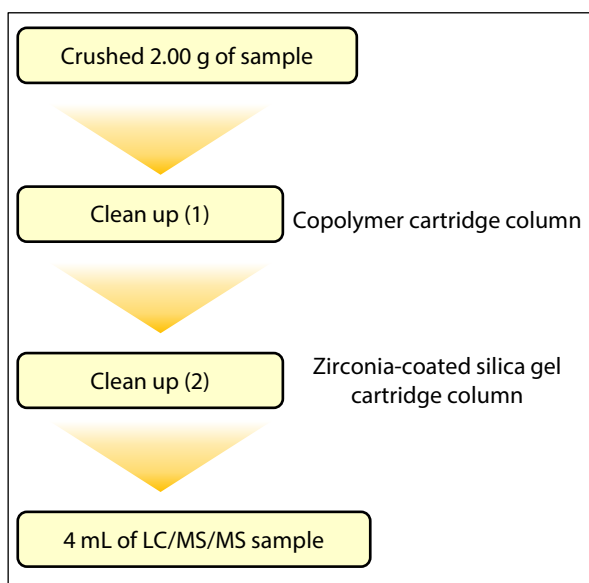 Crushed 2.00 g of sample
Clean up (1)
Copolymer cartridge column
Clean up (2)
Zirconia-coated silica gel
cartridge column
4 mL of LC/MS/MS sample